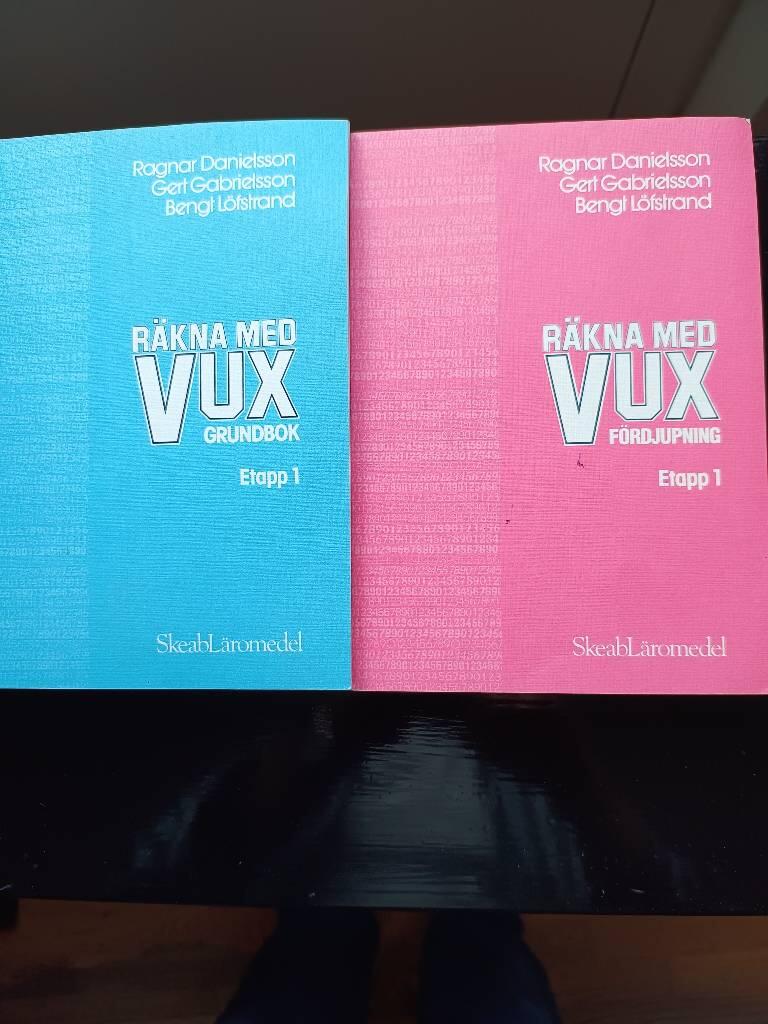 Ragnar Danielsson
Gert Gabrielsson
Bengt Löfstrand
RÄKNA MED
VUX
GRUNDBOK
Etapp 1
SkeabLäromedel
Ragnar Danielsson
Gert Gabrielsson
Bengt Löfstrand
RÄKNA MED
VUX
FÖRDJUPNING
Etapp 1
SkeabLäromedel